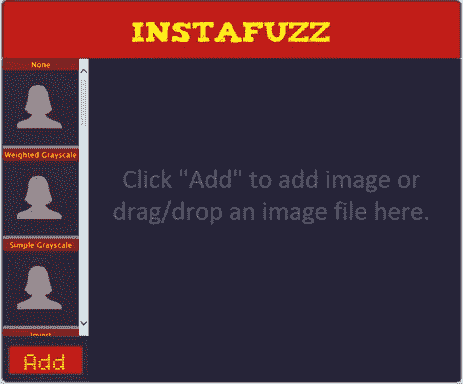 INSTAFUZZ
None
Weighted Grayscale
Simple Grayscale
Invert
Click "Add" to add image or
drag/drop an image file here.
Add